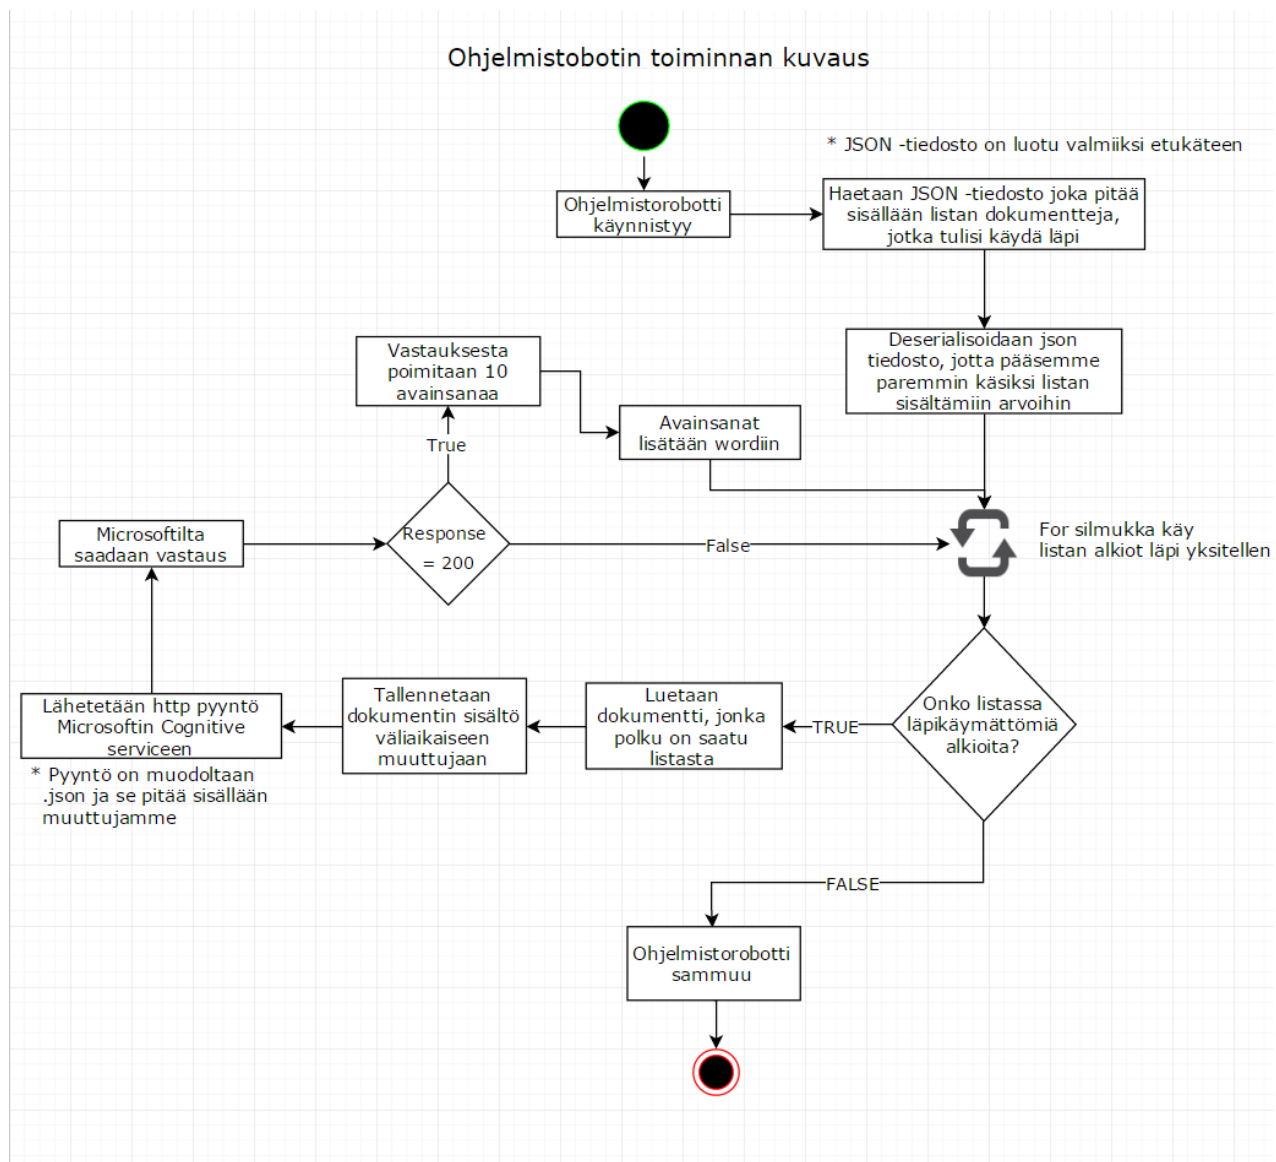 Ohjelmistobotin toiminnan kuvaus
* JSON -tiedosto on luotu valmiiksi etukäteen
Ohjelmistorobotti
käynnistyy
Haetaan JSON -tiedosto joka pitää
sisällään listan dokumentteja,
jotka tulisi käydä läpi
Deserialisoidaan json
tiedosto, jotta pääsemme
paremmin käsiksi listan
sisältämiin arvoihin
Vastauksesta
poimitaan 10
avainsanaa
Avainsanat
lisätään wordiin
True
Microsoftilta
saadaan vastaus
Response
= 200
False
For silmukka käy
listan alkiot läpi yksitellen
Onko listassa
läpikäymättömiä
alkioita?
TRUE
Luetaan
dokumentti, jonka
polku on saatu
listasta
Tallennetaan
dokumentin sisältö
väliaikaiseen
muuttujaan
Lähetetään http pyyntö
Microsoftin Cognitive
serviceen
* Pyyntö on muodoltaan
.json ja se pitää sisällään
muuttujamme
FALSE
Ohjelmistorobotti
sammuu